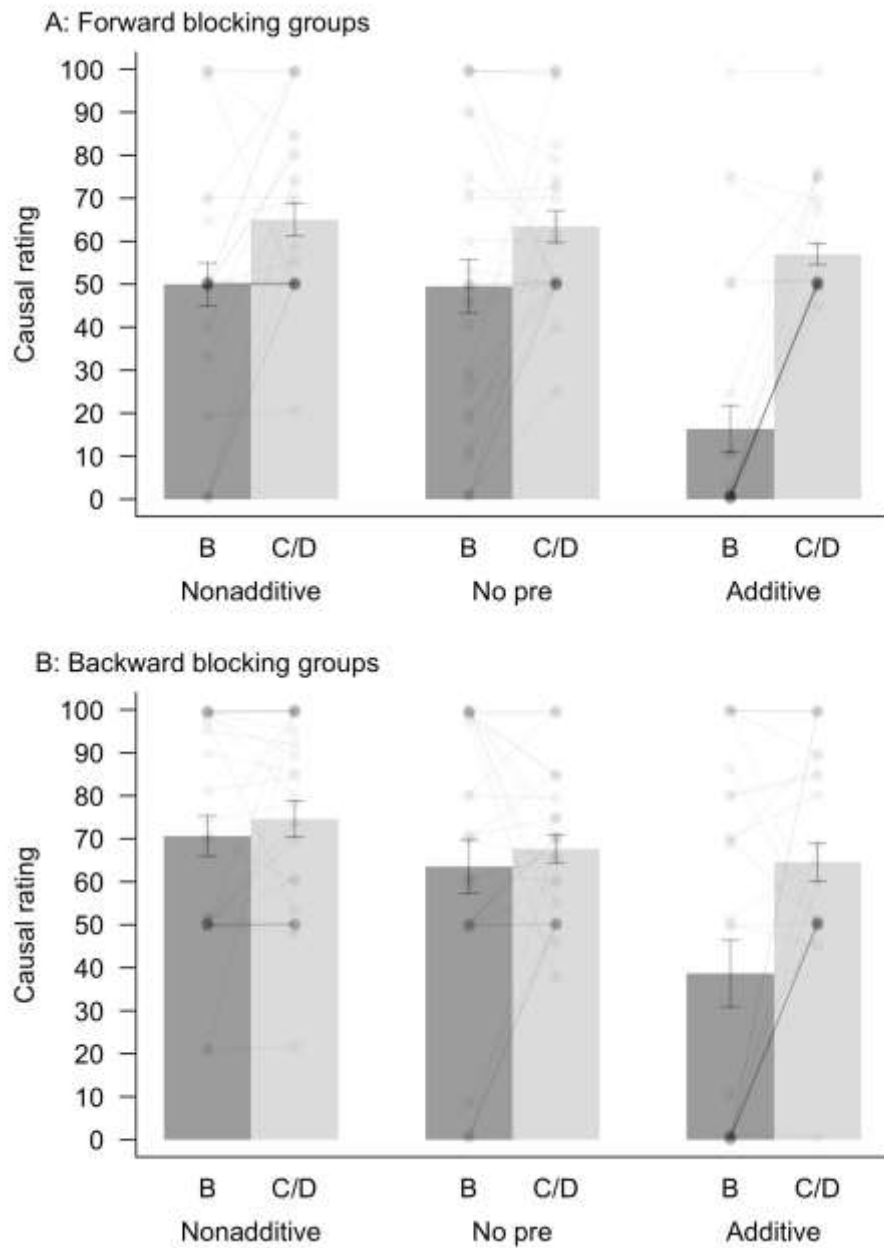 A: Forward blocking groups
100
90
80
70
60
50
40
30
20
10
0
Causal rating
B C/D B C/D B C/D
Nonadditive No pre Additive
B: Backward blocking groups
100
90
80
70
60
50
40
30
20
10
0
Causal rating
B C/D B C/D B C/D
Nonadditive No pre Additive